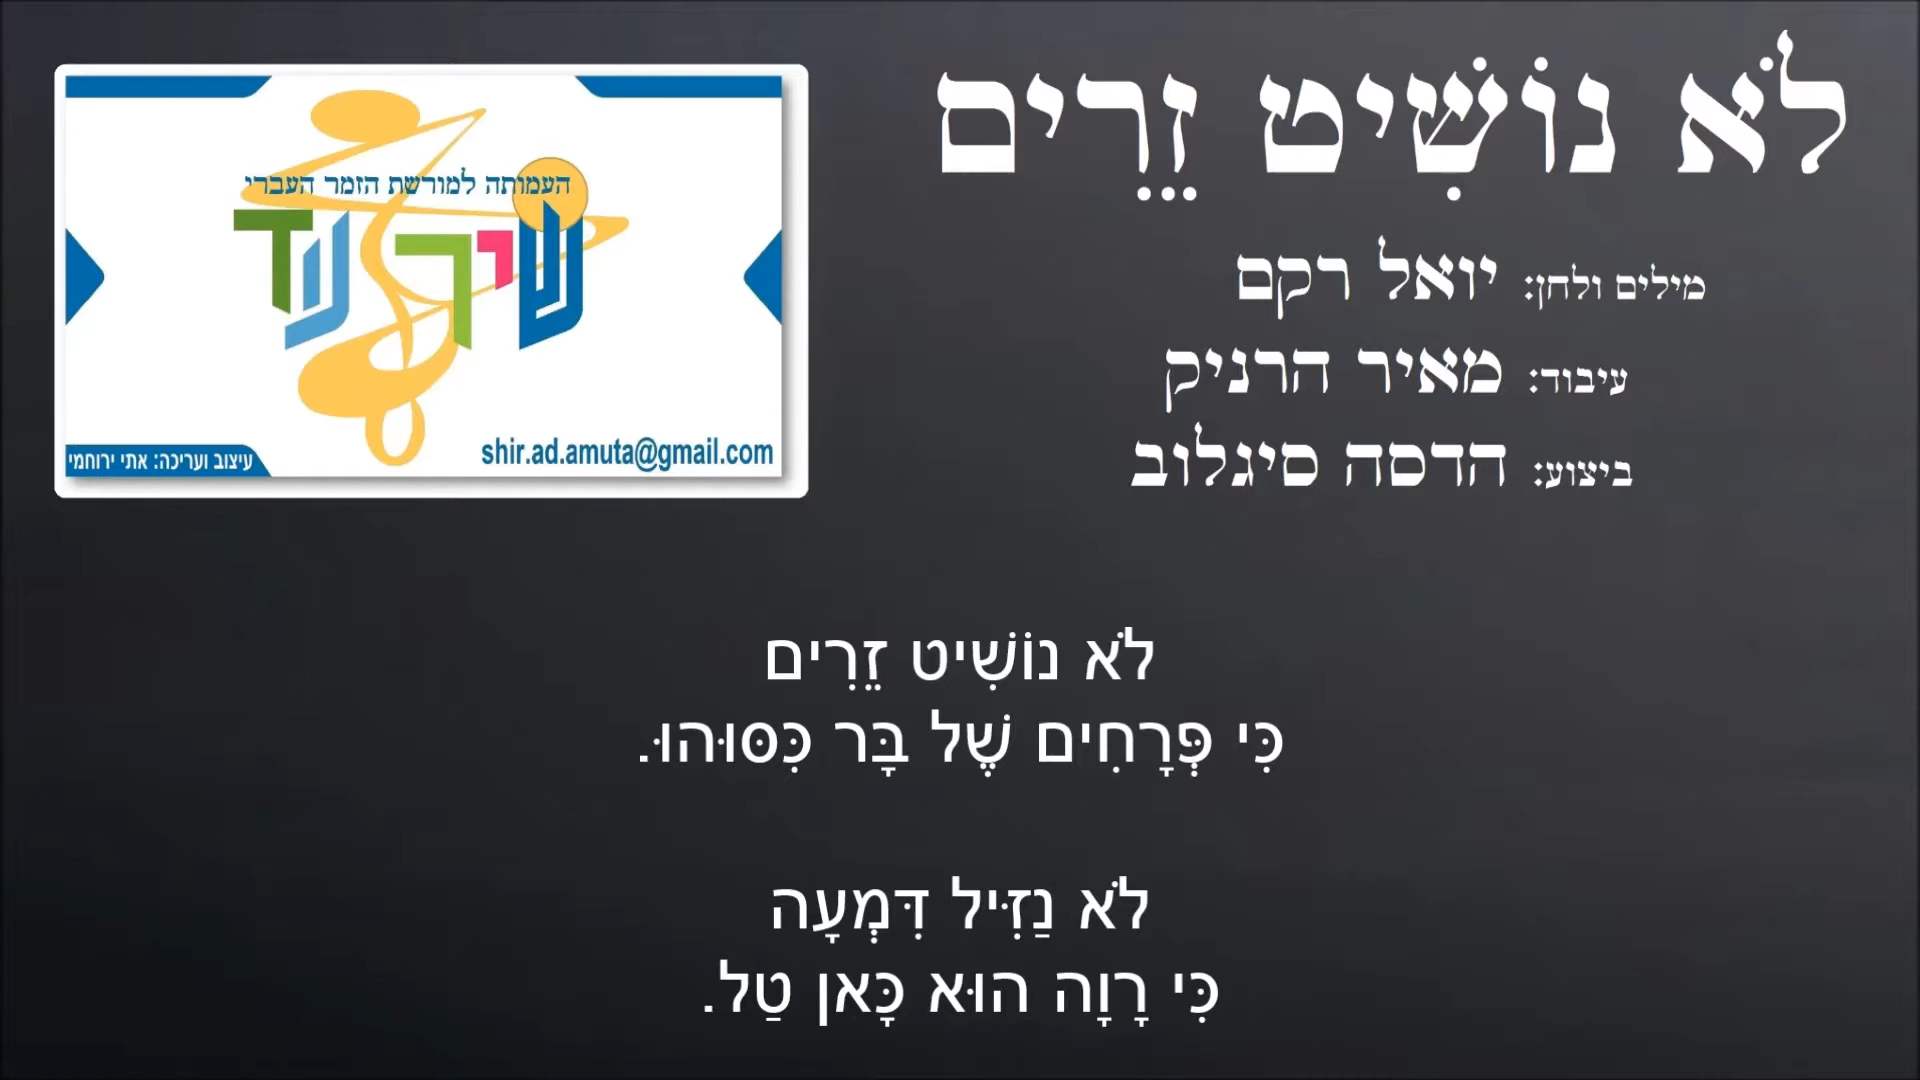 לֹא נוֹשִׁיט זֵרִים
מילים ולחן: יואל רקם
עיבוד: מאיר הרניק
ביצוע: הדסה סיגלוב
העמותה למורשת הזמר העברי
שיר עד
shir.ad.amuta@gmail.com
עיצוב ועריכה: אתי ירוחמי
לֹא נוֹשִׁיט זֵרִים
כִּי פְּרָחִים שֶׁל בָּר כִּסּוּהוּ.
לֹא נַזִּיל דִּמְעָה
כִּי רָוָה הוּא כָּאן טַל.